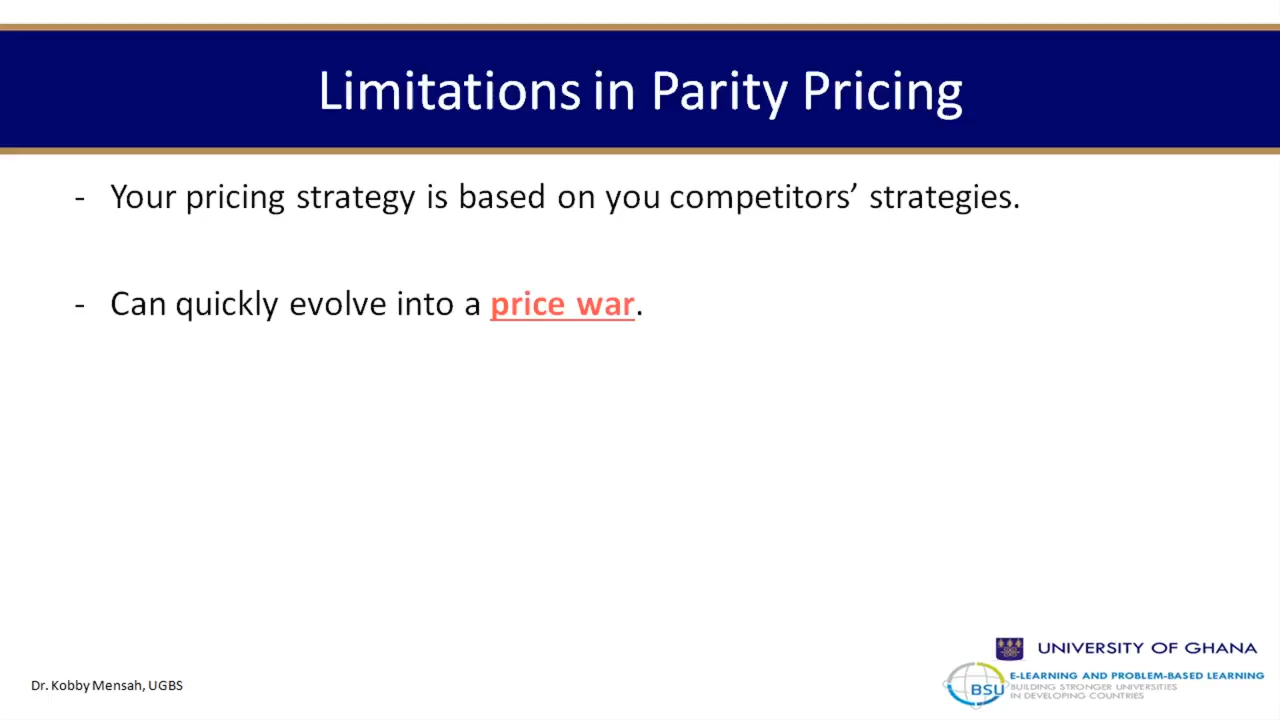 Limitations in Parity Pricing
- Your pricing strategy is based on you competitors’ strategies.
- Can quickly evolve into a price war.
UNIVERSITY OF GHANA
BSU
E-LEARNING AND PROBLEM-BASED LEARNING
BUILDING STRONGER UNIVERSITIES
IN DEVELOPING COUNTRIES
Dr. Kobby Mensah, UGBS